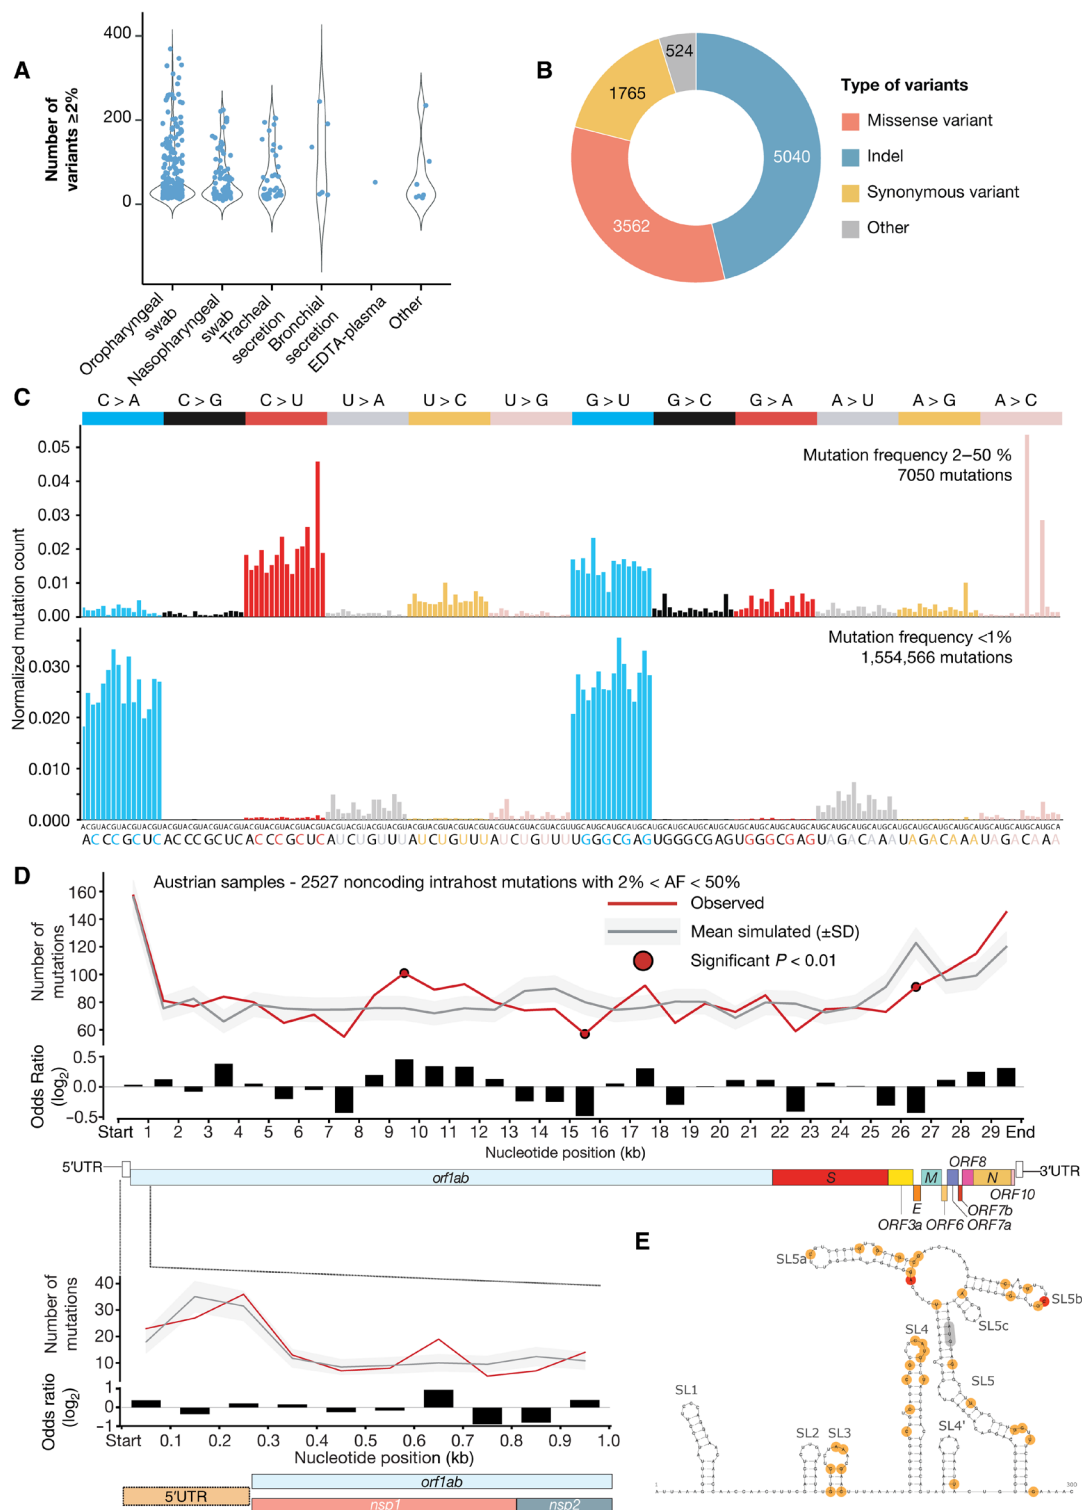 A
Number of
variants ≥2%
400
200
0
Oropharyngeal
swab
Nasopharyngeal
swab
Tracheal
secretion
Bronchial
secretion
EDTA-plasma
Other
B
524
1765
5040
3562
Type of variants
Missense variant
Indel
Synonymous variant
Other
C
C > A C > G C > U U > A U > C U > G G > U G > C G > A A > U A > G A > C
Normalized mutation count
0.05
0.04
0.03
0.02
0.01
0.00
Mutation frequency 2–50 %
7050 mutations
0.030
0.020
0.010
0.000
Mutation frequency <1%
1,554,566 mutations
D
Austrian samples - 2527 noncoding intrahost mutations with 2% < AF < 50%
Observed
Mean simulated (±SD)
Significant P < 0.01
Number of
mutations
160
140
120
100
80
60
Odds Ratio
(log2)
0.5
0.0
−0.5
Start 1 2 3 4 5 6 7 8 9 10 11 12 13 14 15 16 17 18 19 20 21 22 23 24 25 26 27 28 29 End
Nucleotide position (kb)
5′UTR
orf1ab
S
M
N
ORF8
3′UTR
ORF10
E
ORF7b
ORF3a ORF6 ORF7a
Number of
mutations
40
30
20
10
Odds ratio
(log2)
1
0
−1
Start 0.1 0.2 0.3 0.4 0.5 0.6 0.7 0.8 0.9 1.0
Nucleotide position (kb)
orf1ab
5′UTR
nsp1
nsp2
E
SL5a
SL5b
SL5c
SL4
SL5
SL1
SL2
SL3
SL4'
1
300